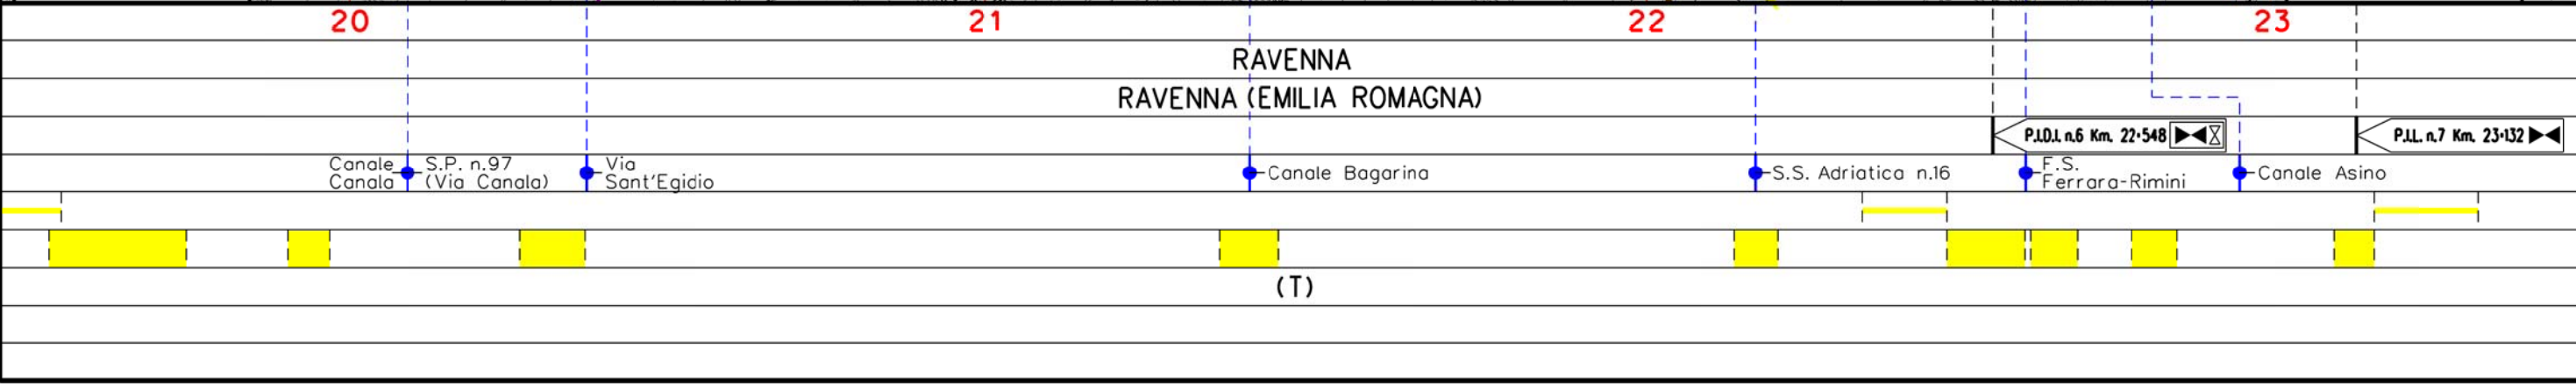 20 21 22 23
RAVENNA
RAVENNA (EMILIA ROMAGNA)
P.I.D.I. n.6 Km. 22+548
P.I.L. n.7 Km. 23+132
Canale
Canala
S.P. n.97
(Via Canala)
Via
Sant'Egidio
Canale Bagarina
S.S. Adriatica n.16
F.S.
Ferrara-Rimini
Canale Asino
(T)